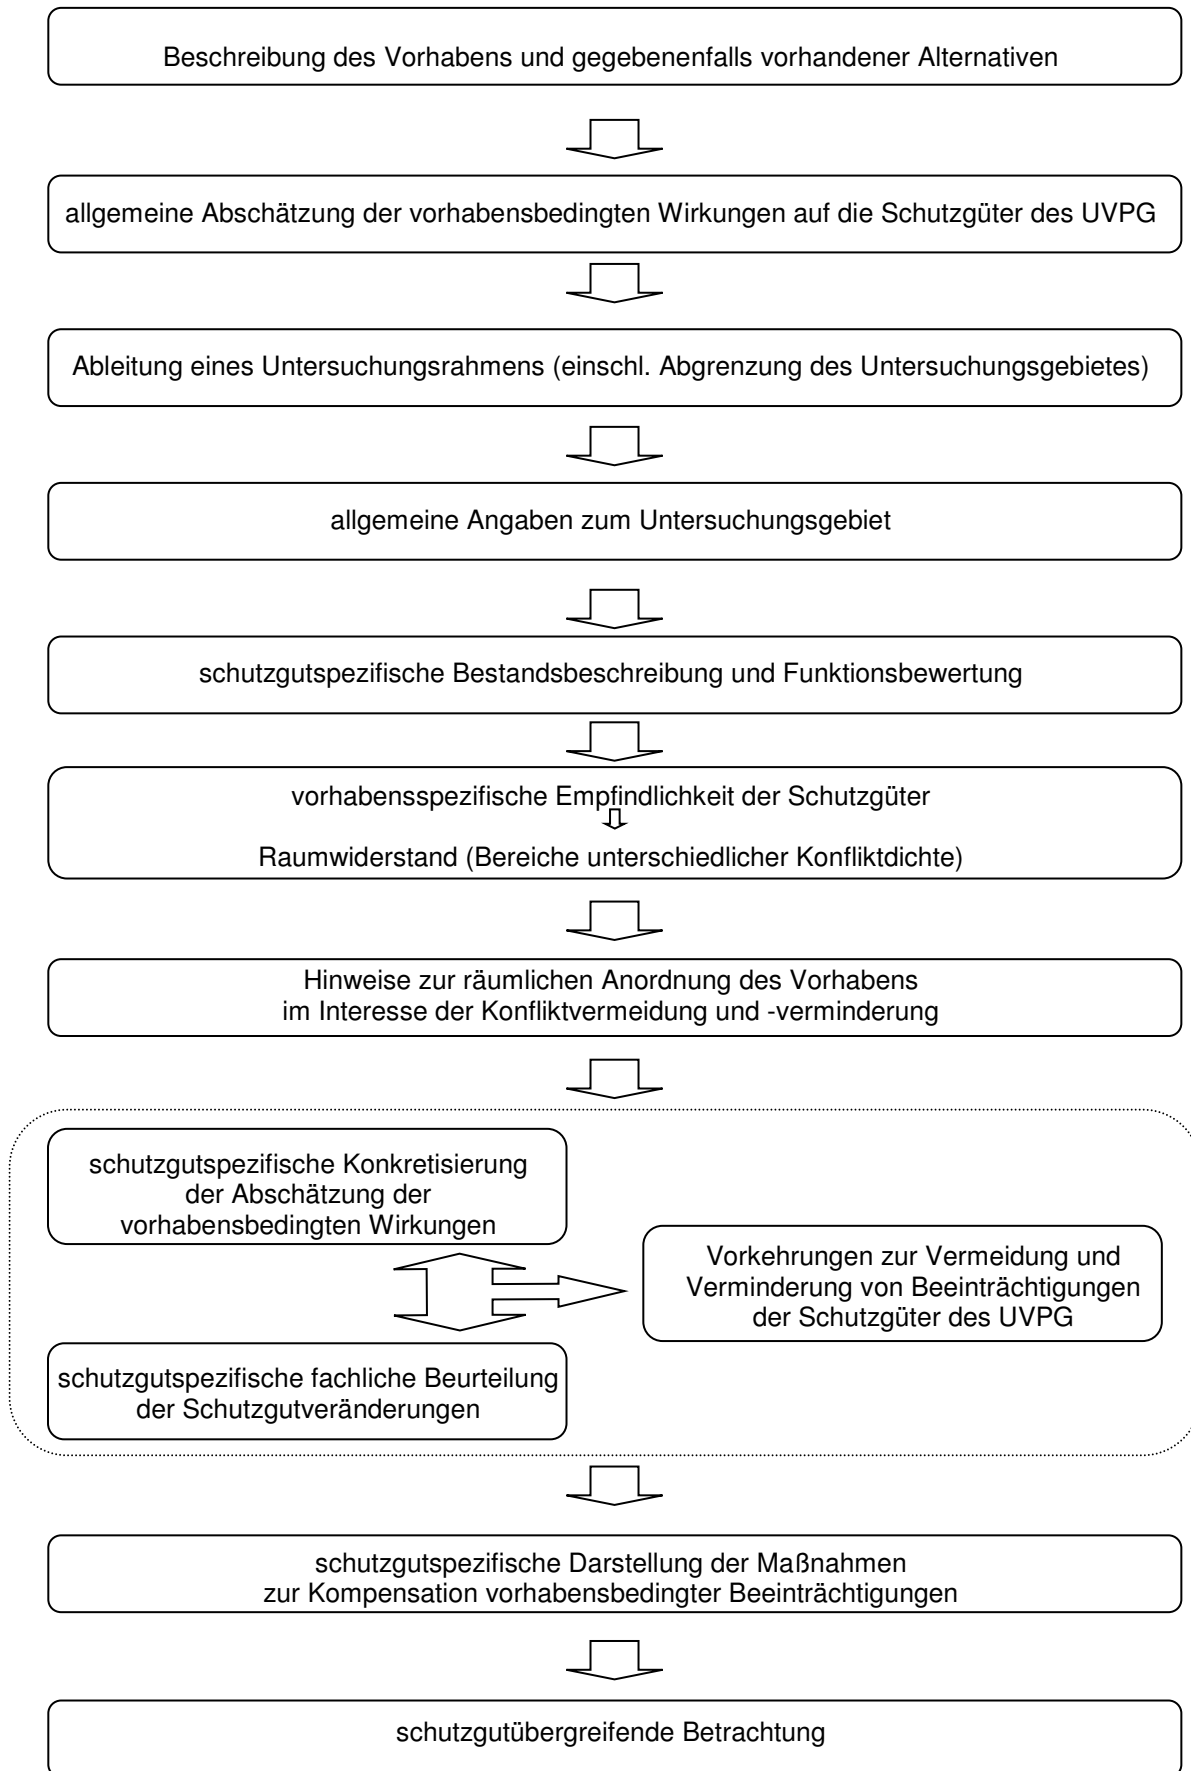 Beschreibung des Vorhabens und gegebenenfalls vorhandener Alternativen
allgemeine Abschätzung der vorhabensbedingten Wirkungen auf die Schutzgüter des UVPG
Ableitung eines Untersuchungsrahmens (einschl. Abgrenzung des Untersuchungsgebietes)
allgemeine Angaben zum Untersuchungsgebiet
schutzgutspezifische Bestandsbeschreibung und Funktionsbewertung
vorhabensspezifische Empfindlichkeit der Schutzgüter
Raumwiderstand (Bereiche unterschiedlicher Konfliktdichte)
Hinweise zur räumlichen Anordnung des Vorhabens
im Interesse der Konfliktvermeidung und -verminderung
schutzgutspezifische Konkretisierung
der Abschätzung der
vorhabensbedingten Wirkungen
Vorkehrungen zur Vermeidung und
Verminderung von Beeinträchtigungen
der Schutzgüter des UVPG
schutzgutspezifische fachliche Beurteilung
der Schutzgutveränderungen
schutzgutspezifische Darstellung der Maßnahmen
zur Kompensation vorhabensbedingter Beeinträchtigungen
schutzgutübergreifende Betrachtung